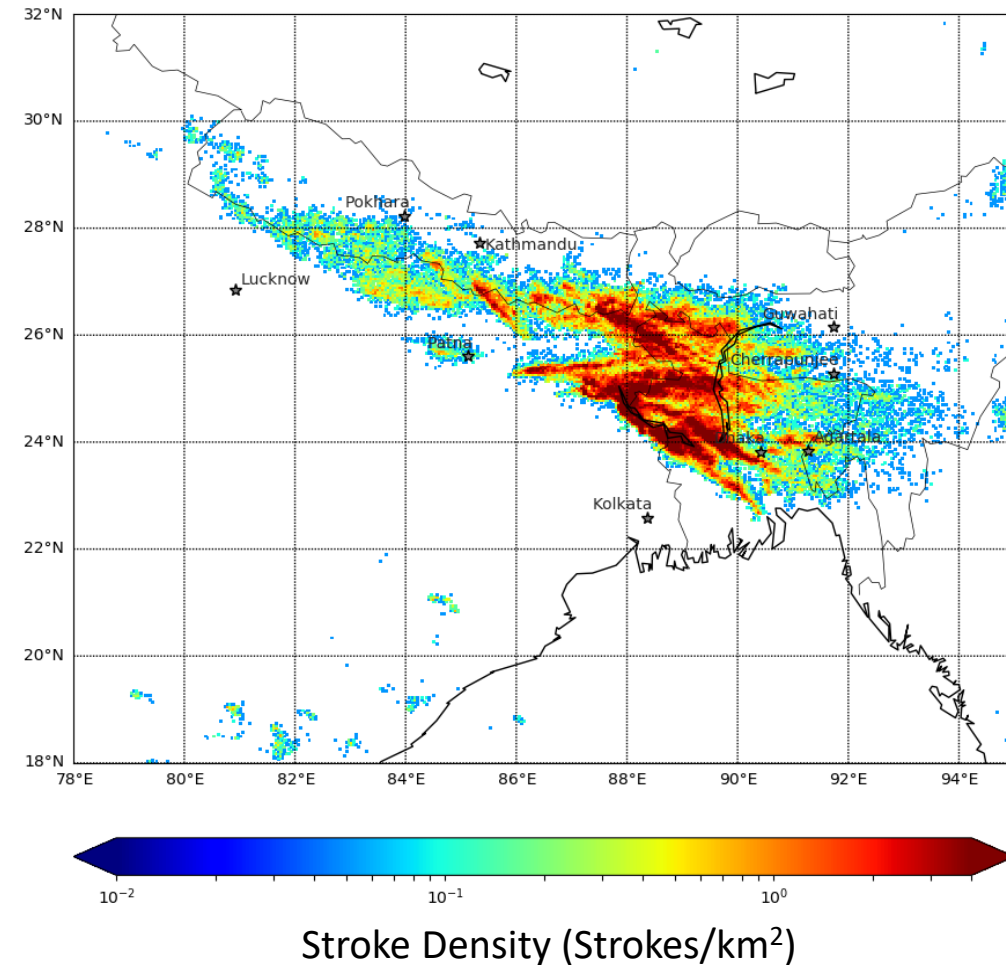 32°N
30°N
28°N
26°N
24°N
22°N
20°N
18°N
Pokhara
Kathmandu
Lucknow
Guwahati
Patna
Cherrapunjee
Dhaka
Agartala
Kolkata
78°E 80°E 82°E 84°E 86°E 88°E 90°E 92°E 94°E
10⁻² 10⁻¹ 10⁰
Stroke Density (Strokes/km²)